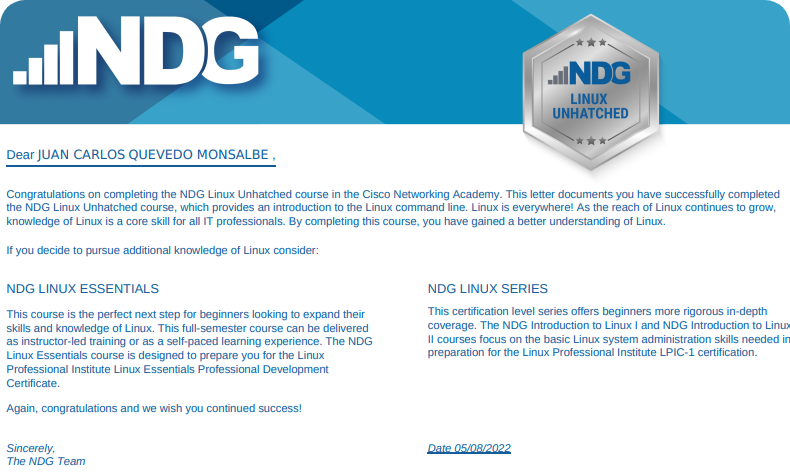 NDG
NDG
LINUX
UNHATCHED
Dear JUAN CARLOS QUEVEDO MONSALBE ,
Congratulations on completing the NDG Linux Unhatched course in the Cisco Networking Academy. This letter documents you have successfully completed
the NDG Linux Unhatched course, which provides an introduction to the Linux command line. Linux is everywhere! As the reach of Linux continues to grow,
knowledge of Linux is a core skill for all IT professionals. By completing this course, you have gained a better understanding of Linux.
If you decide to pursue additional knowledge of Linux consider:
NDG LINUX ESSENTIALS
This course is the perfect next step for beginners looking to expand their
skills and knowledge of Linux. This full-semester course can be delivered
as instructor-led training or as a self-paced learning experience. The NDG
Linux Essentials course is designed to prepare you for the Linux
Professional Institute Linux Essentials Professional Development
Certificate.
Again, congratulations and we wish you continued success!
Sincerely,
The NDG Team
NDG LINUX SERIES
This certification level series offers beginners more rigorous in-depth
coverage. The NDG Introduction to Linux I and NDG Introduction to Linux
II courses focus on the basic Linux system administration skills needed in
preparation for the Linux Professional Institute LPIC-1 certification.
Date 05/08/2022